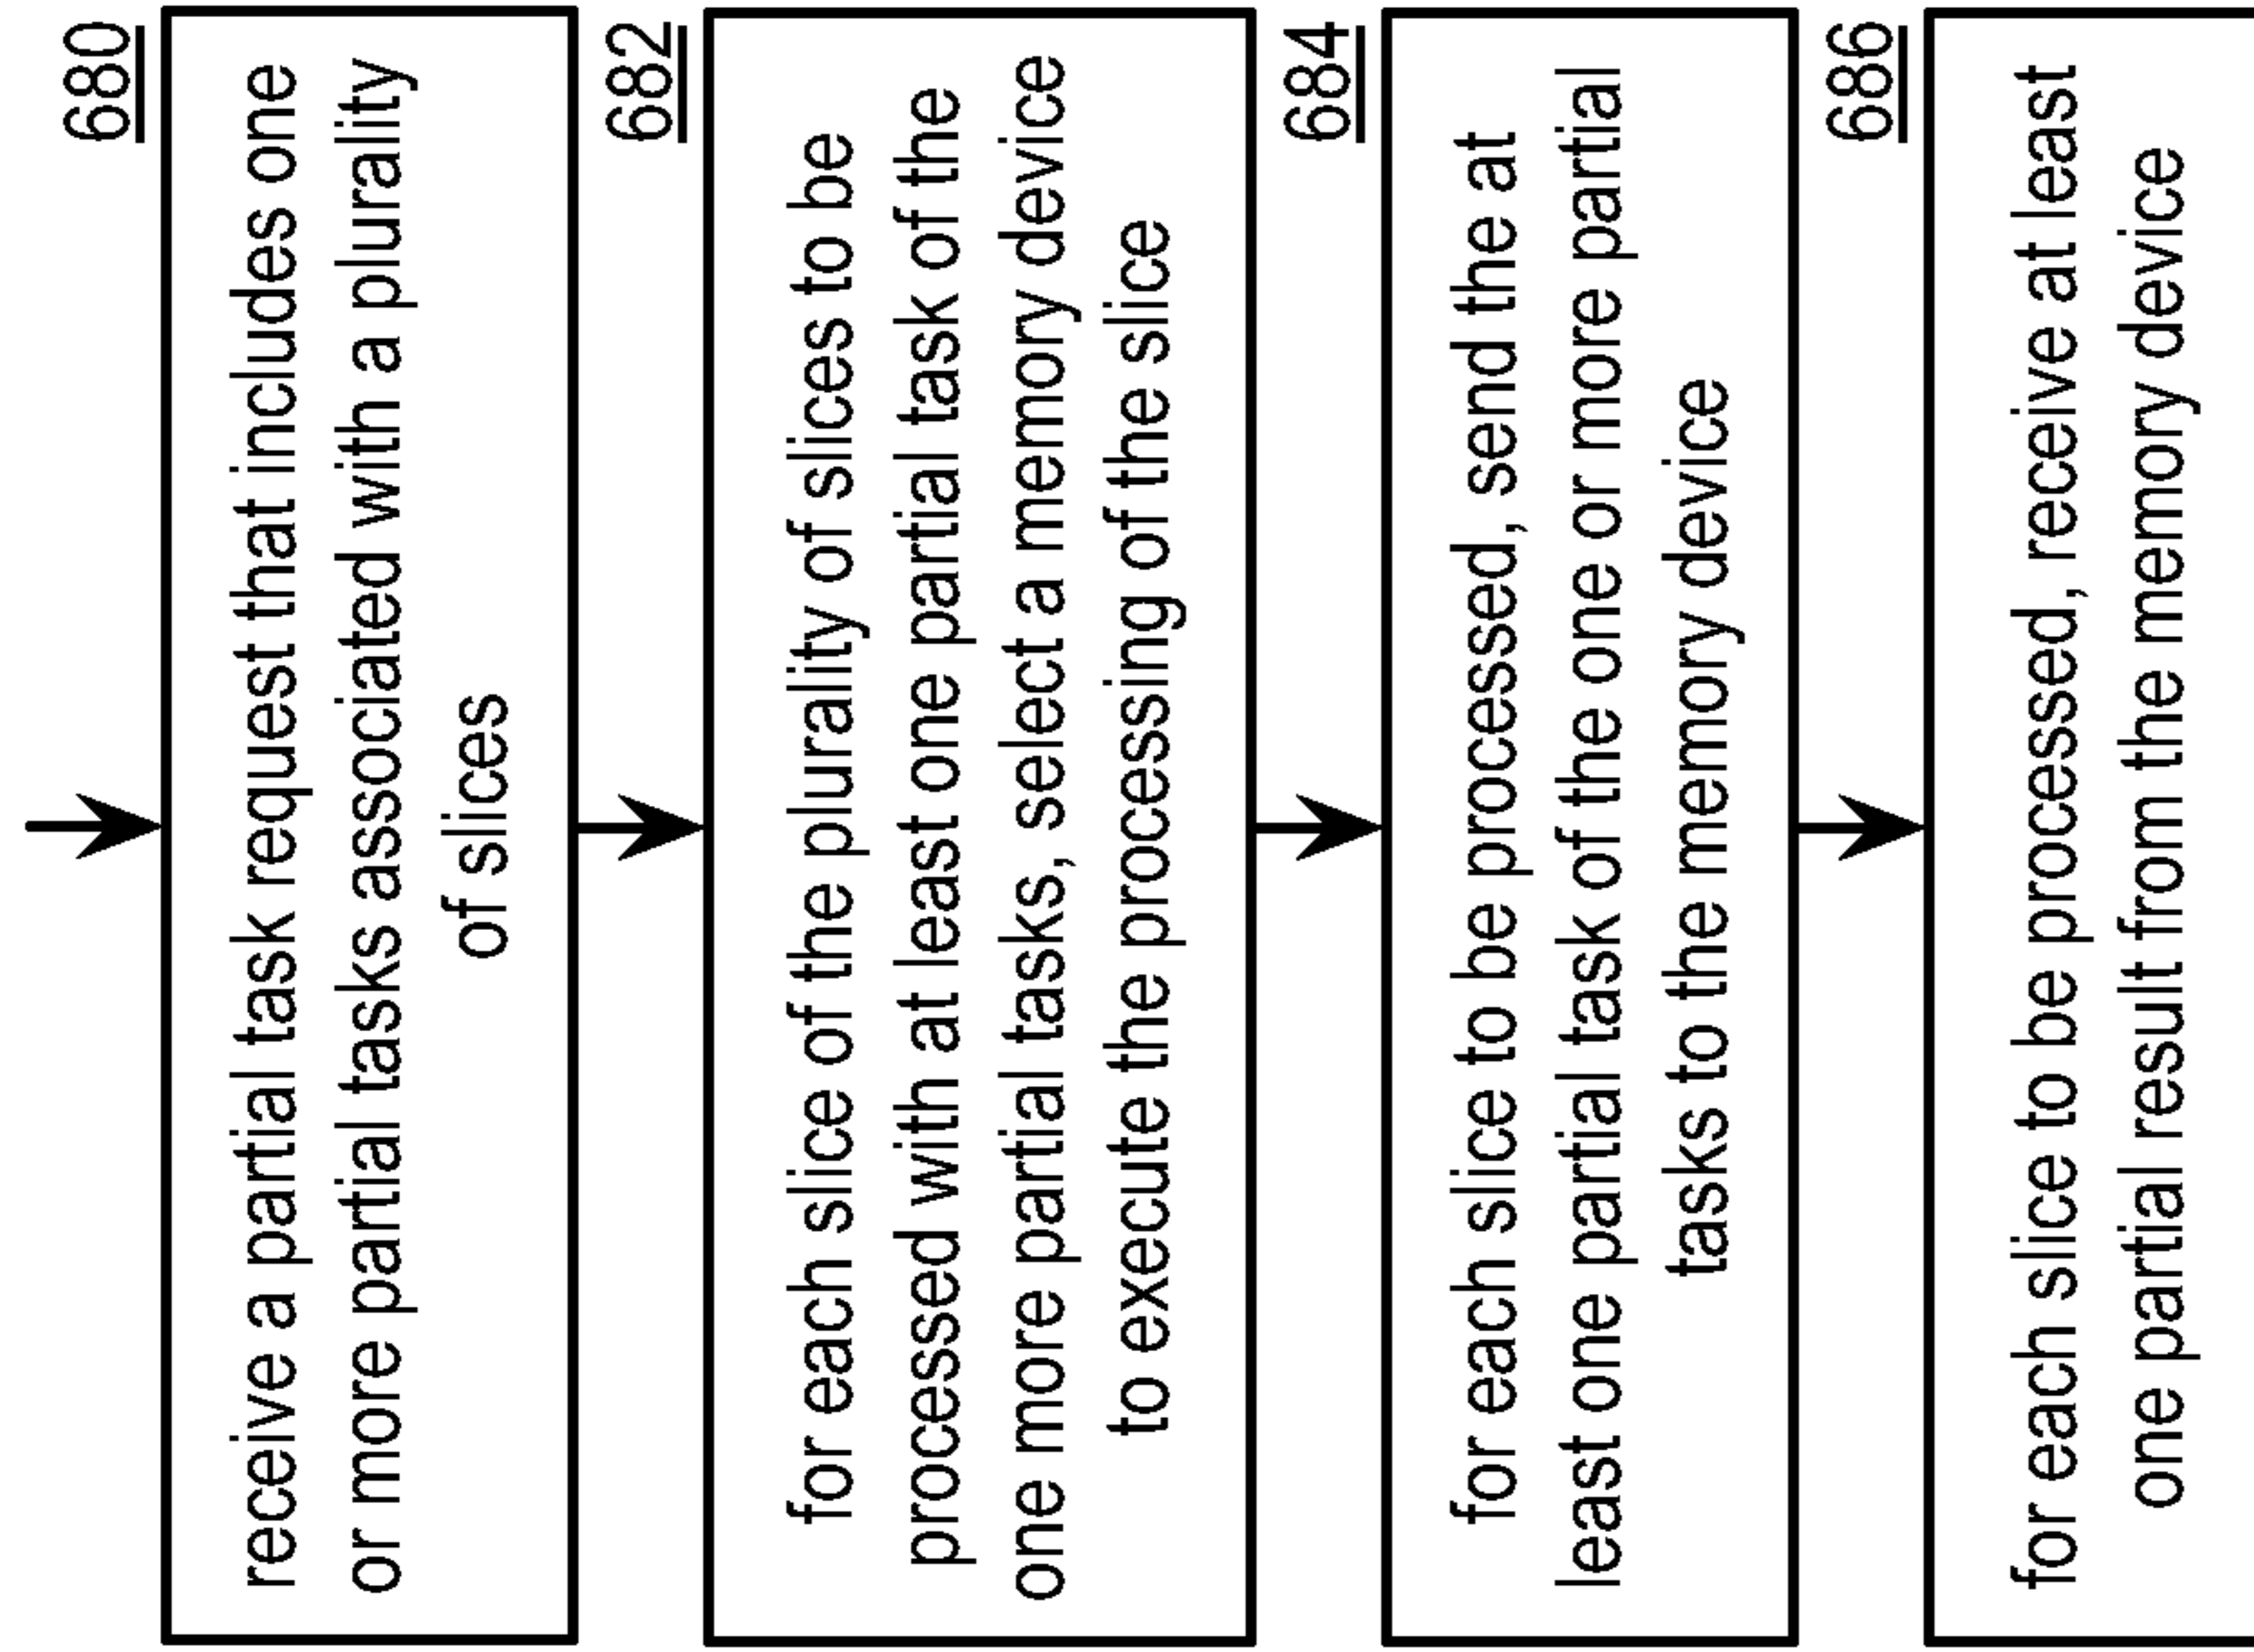 680
receive a partial task request that includes one
or more partial tasks associated with a plurality
of slices
682
for each slice of the plurality of slices to be
processed with at least one partial task of the
one more partial tasks, select a memory device
to execute the processing of the slice
684
for each slice to be processed, send the at
least one partial task of the one or more partial
tasks to the memory device
686
for each slice to be processed, receive at least
one partial result from the memory device